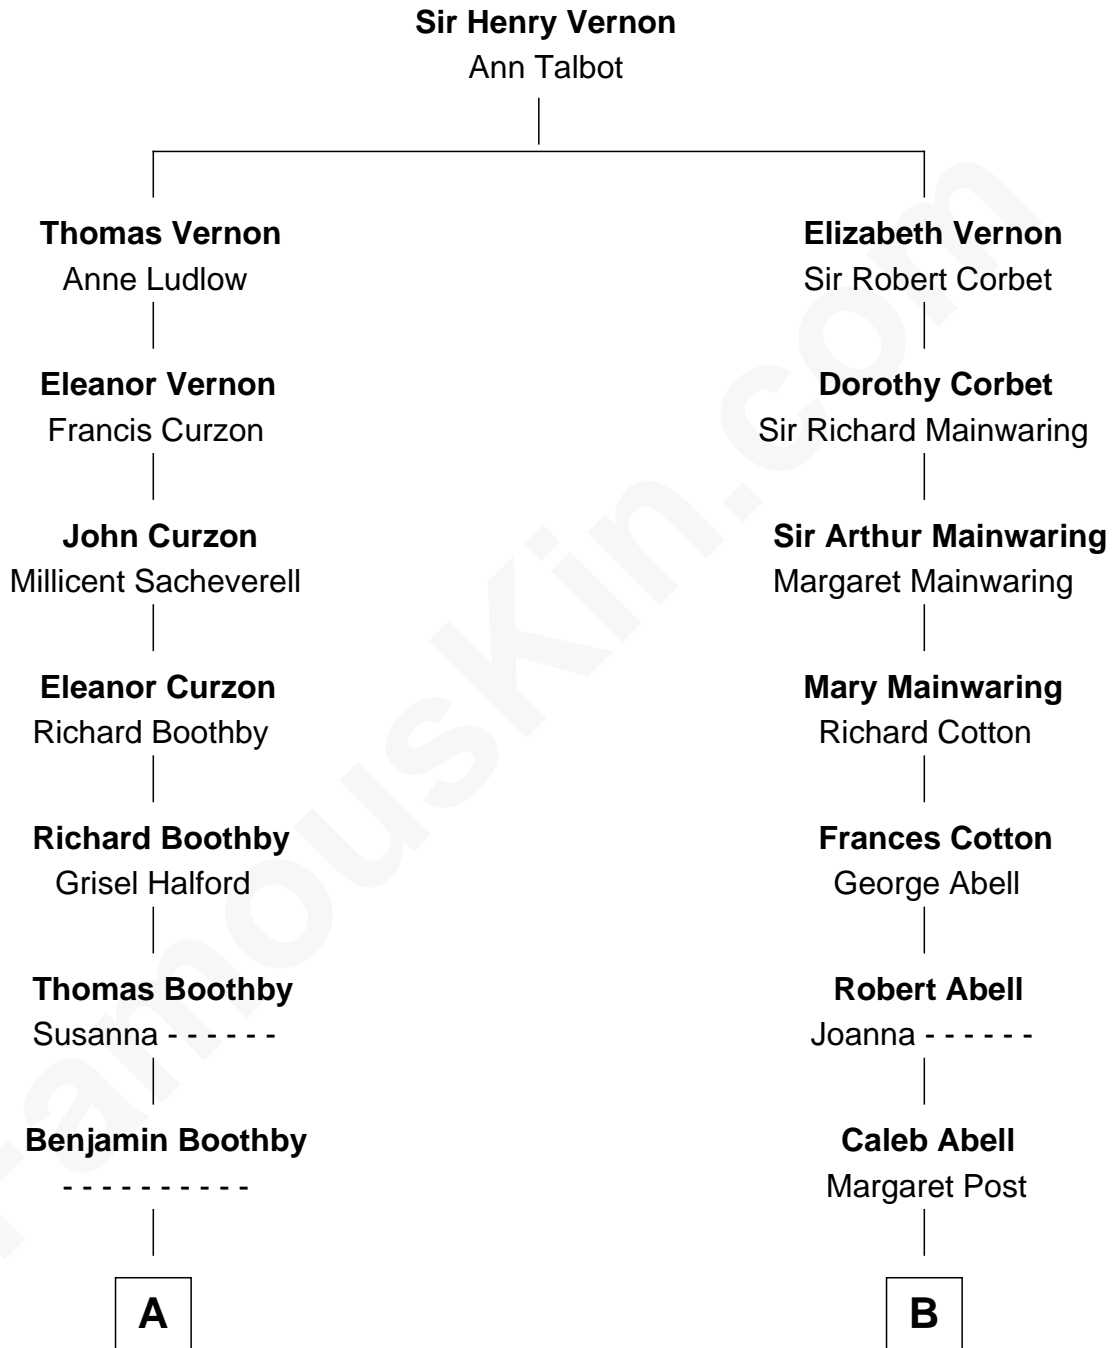 Sir Henry Vernon
Ann Talbot
Thomas Vernon
Anne Ludlow
Elizabeth Vernon
Sir Robert Corbet
Eleanor Vernon
Francis Curzon
Dorothy Corbet
Sir Richard Mainwaring
John Curzon
Millicent Sacheverell
Sir Arthur Mainwaring
Margaret Mainwaring
Eleanor Curzon
Richard Boothby
Mary Mainwaring
Richard Cotton
Richard Boothby
Grisel Halford
Frances Cotton
George Abell
Thomas Boothby
Susanna - - - - - -
Robert Abell
Joanna - - - - - -
Benjamin Boothby
- - - - - - - - - -
Caleb Abell
Margaret Post
A
B
FamousKin.com